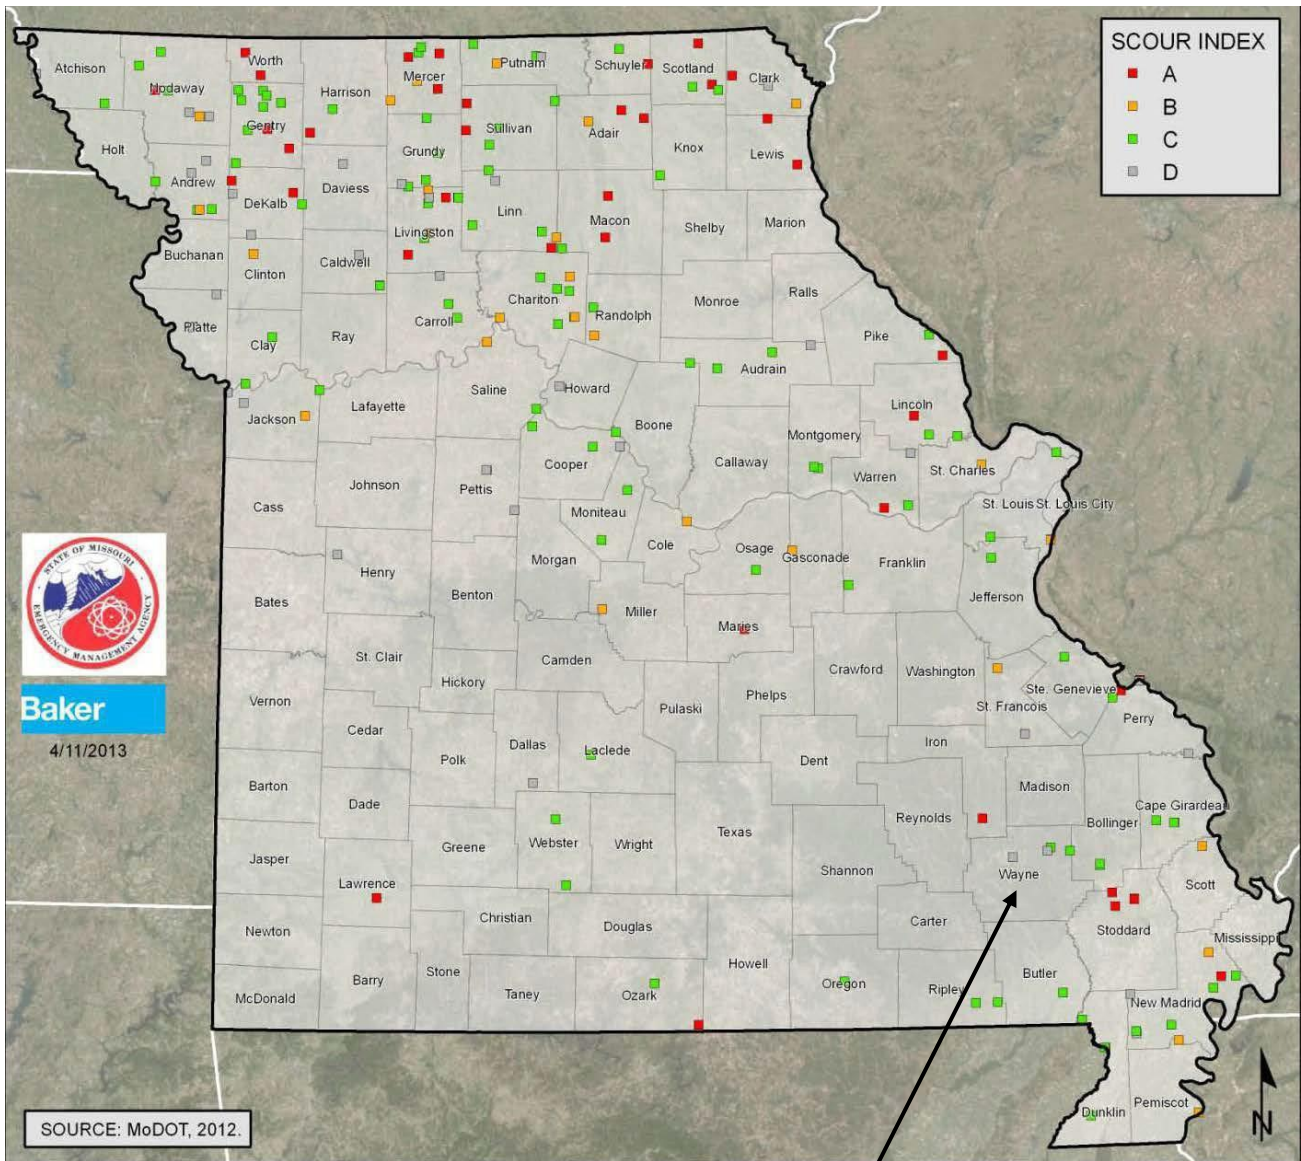 SCOUR INDEX
A
B
C
D
Atchison
Nodaway
Worth
Harrison
Mercer
Putnam
Schuyler
Scotland
Clark
Holt
Gentry
Grundy
Sullivan
Adair
Knox
Lewis
Andrew
DeKalb
Daviess
Livingston
Linn
Macon
Shelby
Marion
Buchanan
Clinton
Caldwell
Carroll
Chariton
Randolph
Monroe
Ralls
Platte
Clay
Ray
Pike
Audrain
Saline
Howard
Jackson
Lafayette
Boone
Lincoln
Montgomery
Callaway
Cooper
Warren
St. Charles
Cass
Johnson
Pettis
Moniteau
St. Louis
St. Louis City
Morgan
Cole
Osage
Gasconade
Franklin
Bates
Henry
Benton
Miller
Maries
Jefferson
STATE OF MISSOURI
EMERGENCY MANAGEMENT AGENCY
St. Clair
Camden
Crawford
Washington
Vernon
Hickory
Pulaski
Phelps
St. Francois
Ste. Genevieve
Perry
Baker
4/11/2013
Cedar
Polk
Dallas
Laclede
Dent
Iron
Barton
Dade
Madison
Reynolds
Bollinger
Cape Girardeau
Jasper
Greene
Webster
Wright
Texas
Shannon
Wayne
Scott
Lawrence
Christian
Douglas
Carter
Stoddard
Mississippi
Newton
Barry
Stone
Taney
Ozark
Howell
Oregon
Ripley
Butler
New Madrid
McDonald
Dunklin
Pemiscot
SOURCE: MoDOT, 2012.
N